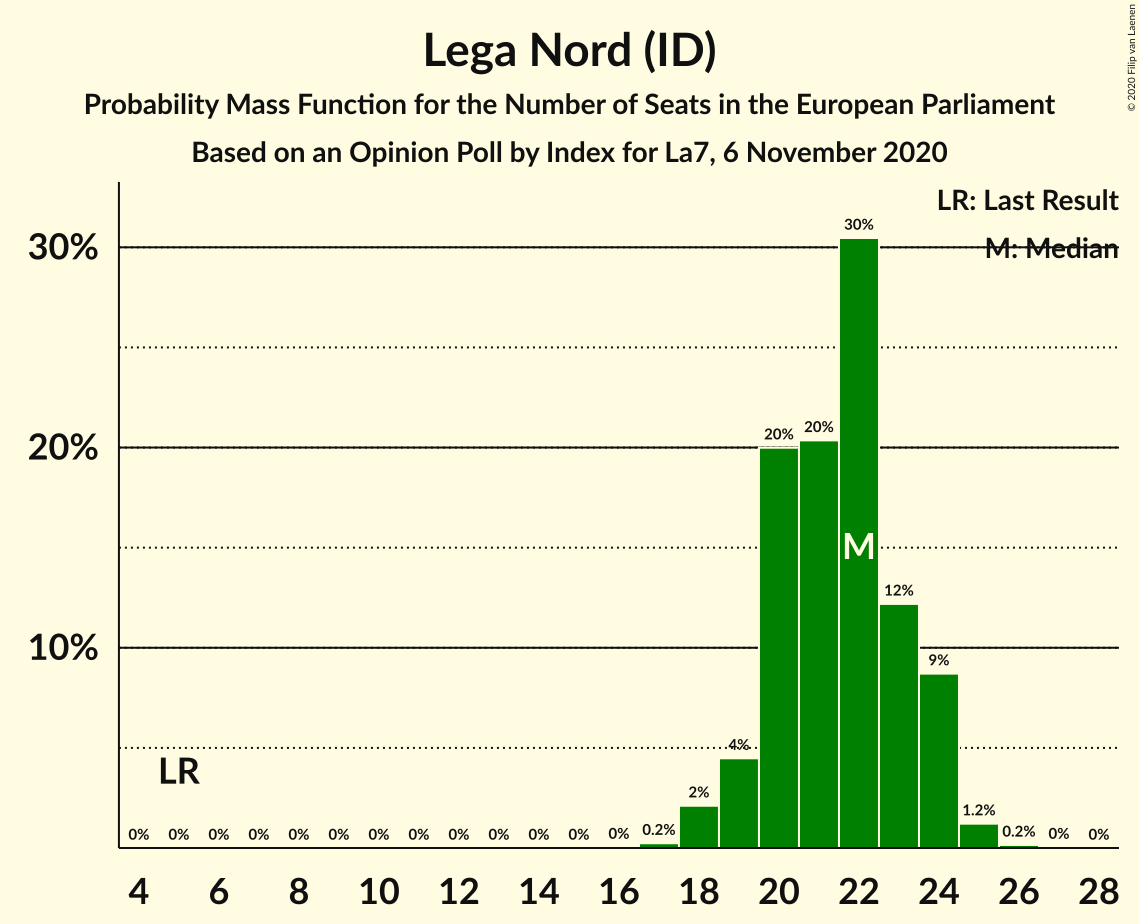 Lega Nord (ID)
Probability Mass Function for the Number of Seats in the European Parliament
Based on an Opinion Poll by Index for La7, 6 November 2020
© 2020 Filip van Laenen
LR: Last Result
M: Median
30%
20%
10%
30%
20%
20%
12%
9%
4%
2%
1.2%
0.2%
0.2%
M
LR
0% 0% 0% 0% 0% 0% 0% 0% 0% 0% 0% 0% 0% 0% 0%
4 6 8 10 12 14 16 18 20 22 24 26 28